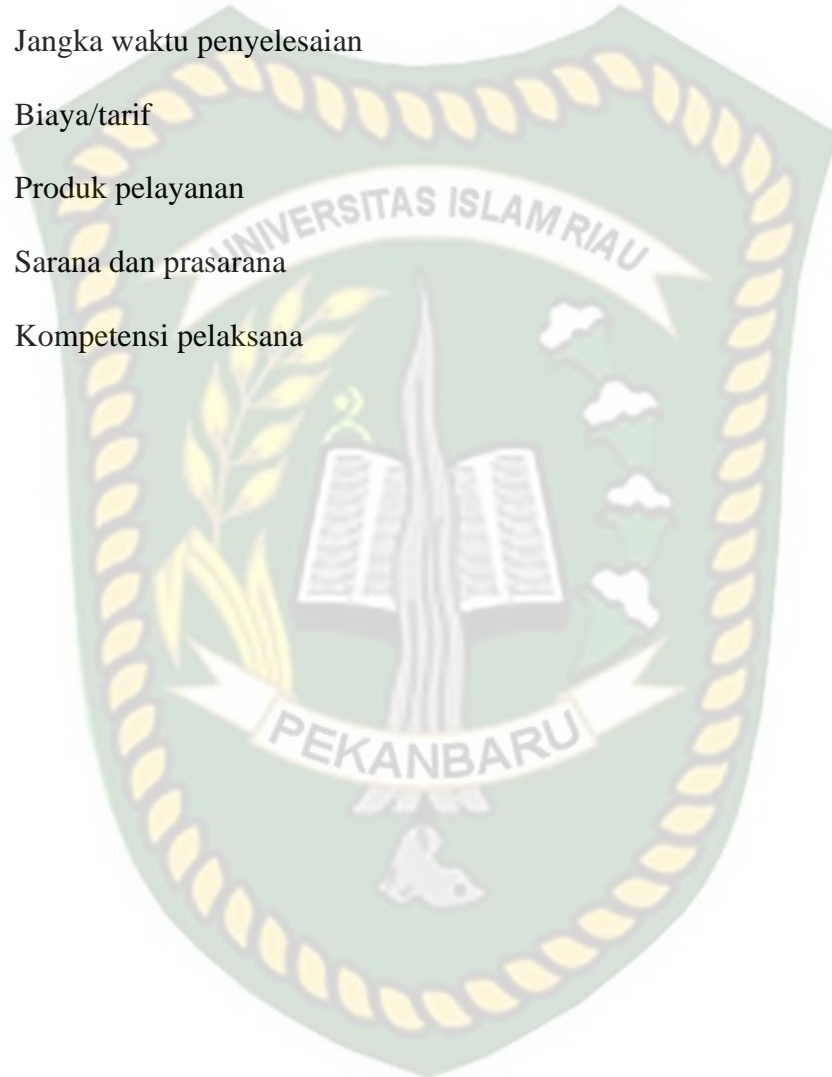 Jangka waktu penyelesaian
Biaya/tarif
Produk pelayanan
UNIVERSITAS ISLAM RIAU
Sarana dan prasarana
Kompetensi pelaksana
PEKANBARU